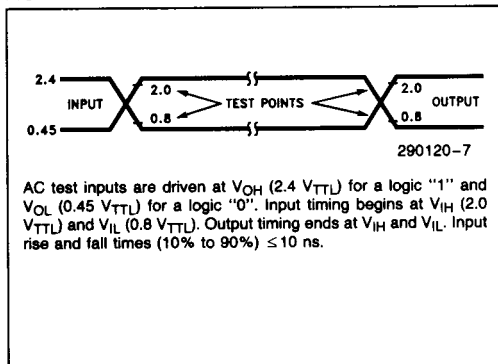 2.4
2.0
2.0
INPUT
TEST POINTS
OUTPUT
0.8
0.8
0.45
290120-7
AC test inputs are driven at VOH (2.4 VTTL) for a logic "1" and
VOL (0.45 VTTL) for a logic "0". Input timing begins at VIH (2.0
VTTL) and VIL (0.8 VTTL). Output timing ends at VIH and VIL. Input
rise and fall times (10% to 90%) ≤10 ns.